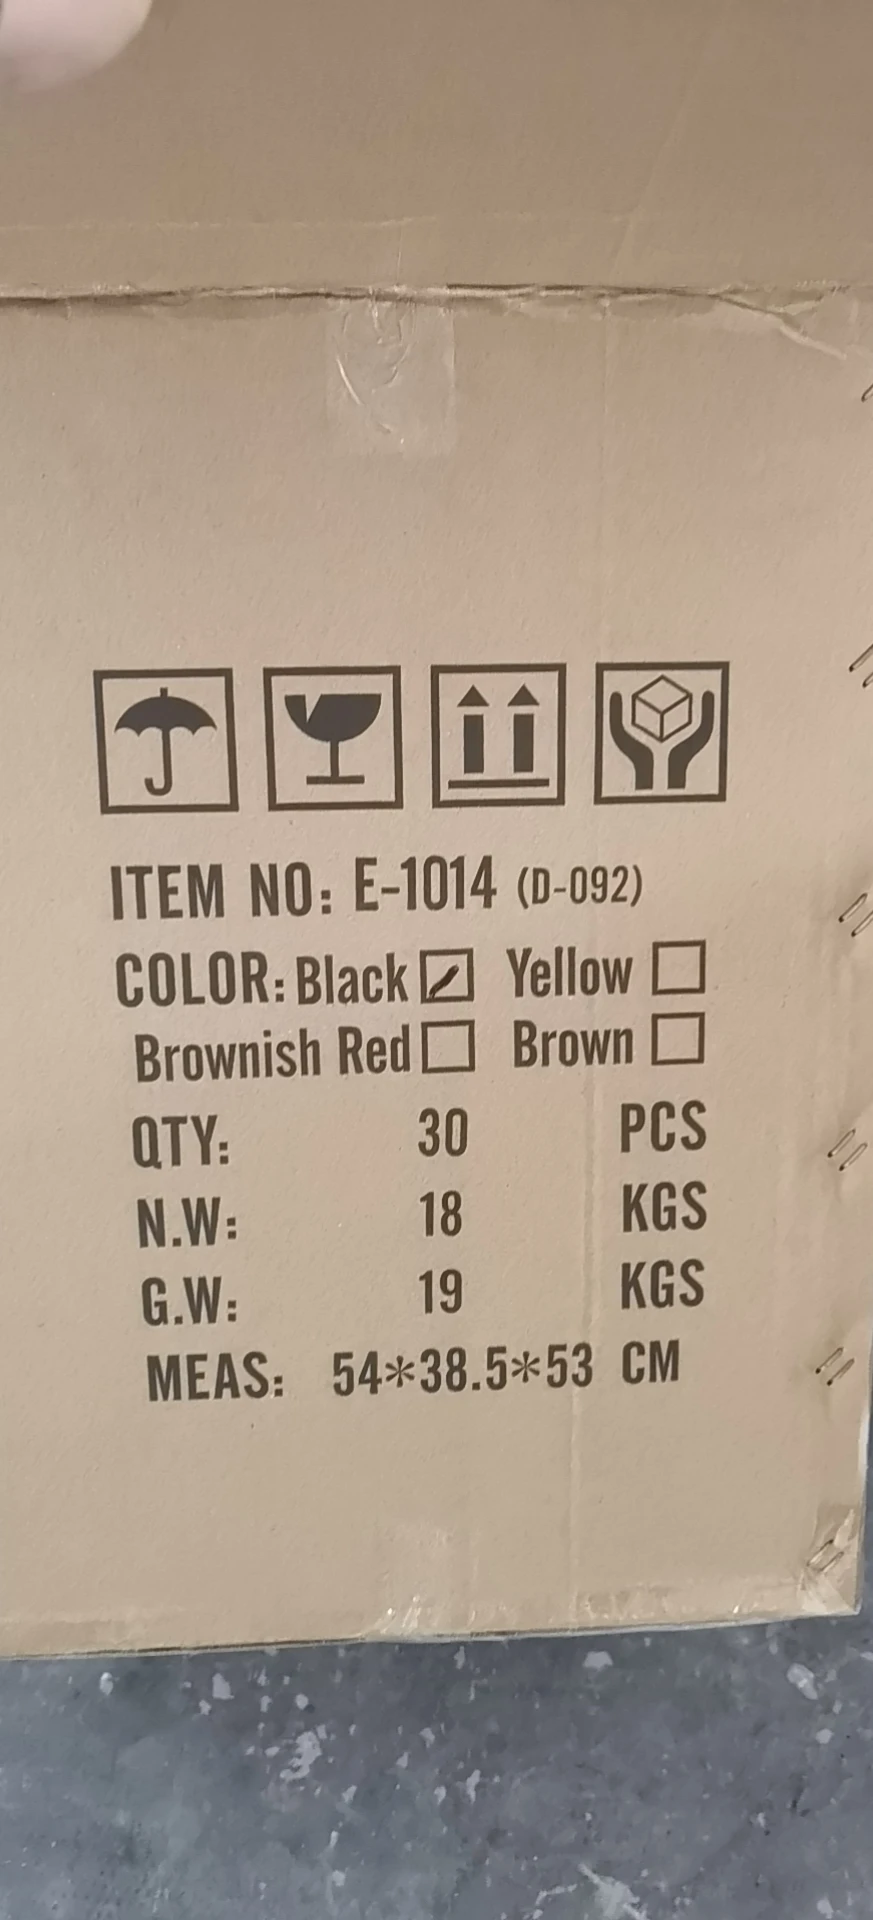 ITEM NO: E-1014 (D-092)
COLOR: Black Yellow
Brownish Red Brown
QTY: 30 PCS
N.W: 18 KGS
G.W: 19 KGS
MEAS: 54*38.5*53 CM